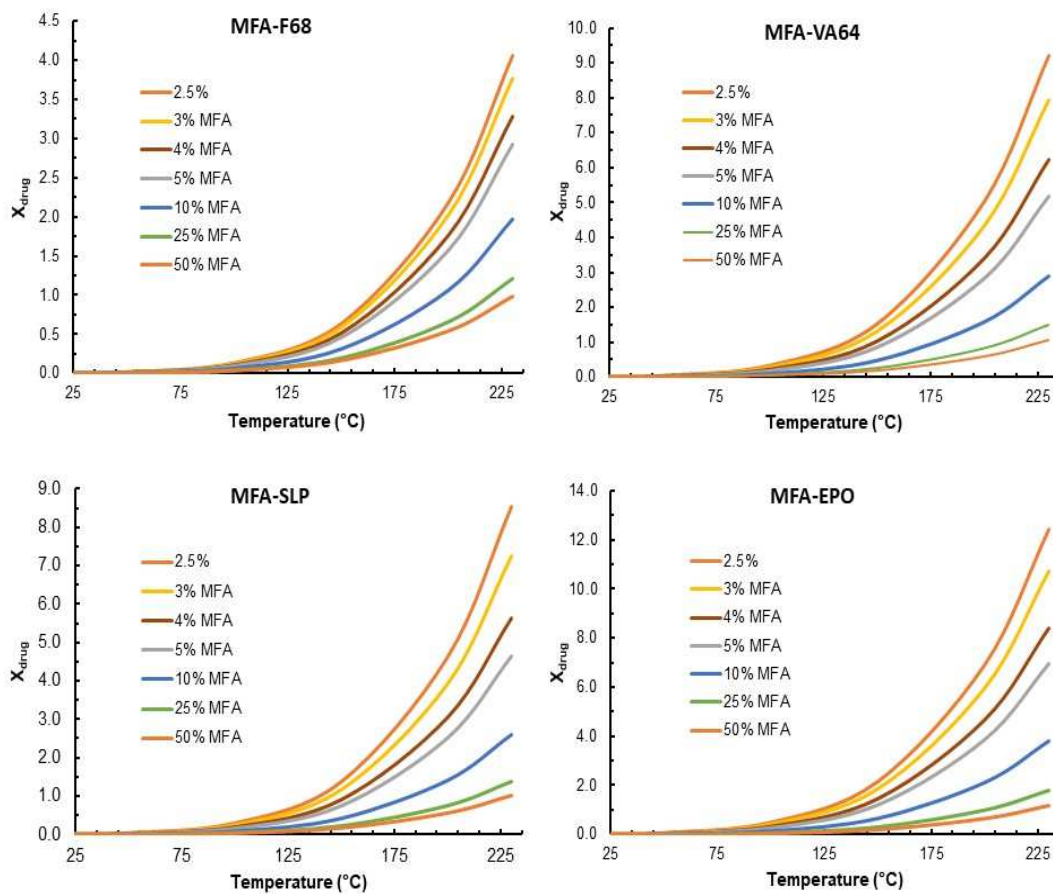 MFA-F68
4.5
4.0
3.5
3.0
2.5
2.0
1.5
1.0
0.5
0.0
Xdrug
2.5%
3% MFA
4% MFA
5% MFA
10% MFA
25% MFA
50% MFA
25 75 125 175 225
Temperature (°C)
MFA-VA64
10.0
9.0
8.0
7.0
6.0
5.0
4.0
3.0
2.0
1.0
0.0
Xdrug
2.5%
3% MFA
4% MFA
5% MFA
10% MFA
25% MFA
50% MFA
25 75 125 175 225
Temperature (°C)
MFA-SLP
9.0
8.0
7.0
6.0
5.0
4.0
3.0
2.0
1.0
0.0
Xdrug
2.5%
3% MFA
4% MFA
5% MFA
10% MFA
25% MFA
50% MFA
25 75 125 175 225
Temperature (°C)
MFA-EPO
14.0
12.0
10.0
8.0
6.0
4.0
2.0
0.0
Xdrug
2.5%
3% MFA
4% MFA
5% MFA
10% MFA
25% MFA
50% MFA
25 75 125 175 225
Temperature (°C)